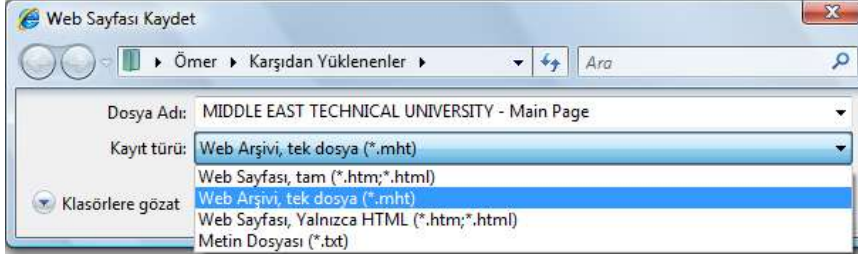 Web Sayfası Kaydet
Ömer Karşıdan Yüklenenler
Ara
Dosya Adı: MIDDLE EAST TECHNICAL UNIVERSITY - Main Page
Kayıt türü: Web Arşivi, tek dosya (*.mht)
Web Sayfası, tam (*.htm;*.html)
Web Arşivi, tek dosya (*.mht)
Klasörlere gözat
Web Sayfası, Yalnızca HTML (*.htm;*.html)
Metin Dosyası (*.txt)